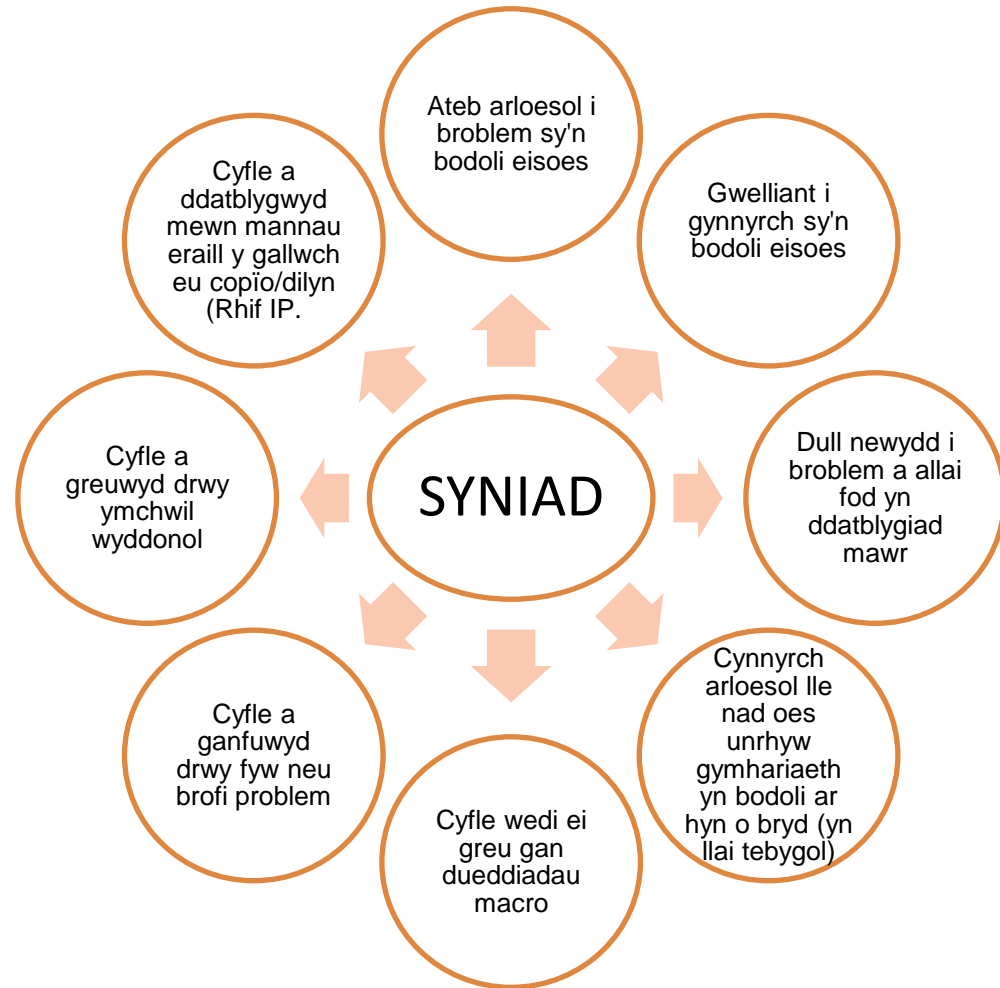 Ateb arloesol i
broblem sy'n
bodoli eisoes
Gwelliant i
gynnyrch sy'n
bodoli eisoes
Dull newydd i
broblem a allai
fod yn
ddatblygiad
mawr
Cynnyrch
arloesol lle
nad oes
unrhyw
gymhariaeth
yn bodoli ar
hyn o bryd (yn
llai tebygol)
Cyfle wedi ei
greu gan
dueddiadau
macro
Cyfle a
ganfuwyd
drwy fyw neu
brofi problem
Cyfle a
greuwyd drwy
ymchwil
wyddonol
Cyfle a
ddatblygwyd
mewn mannau
eraill y gallwch
eu copïo/dilyn
(Rhif IP.
SYNIAD